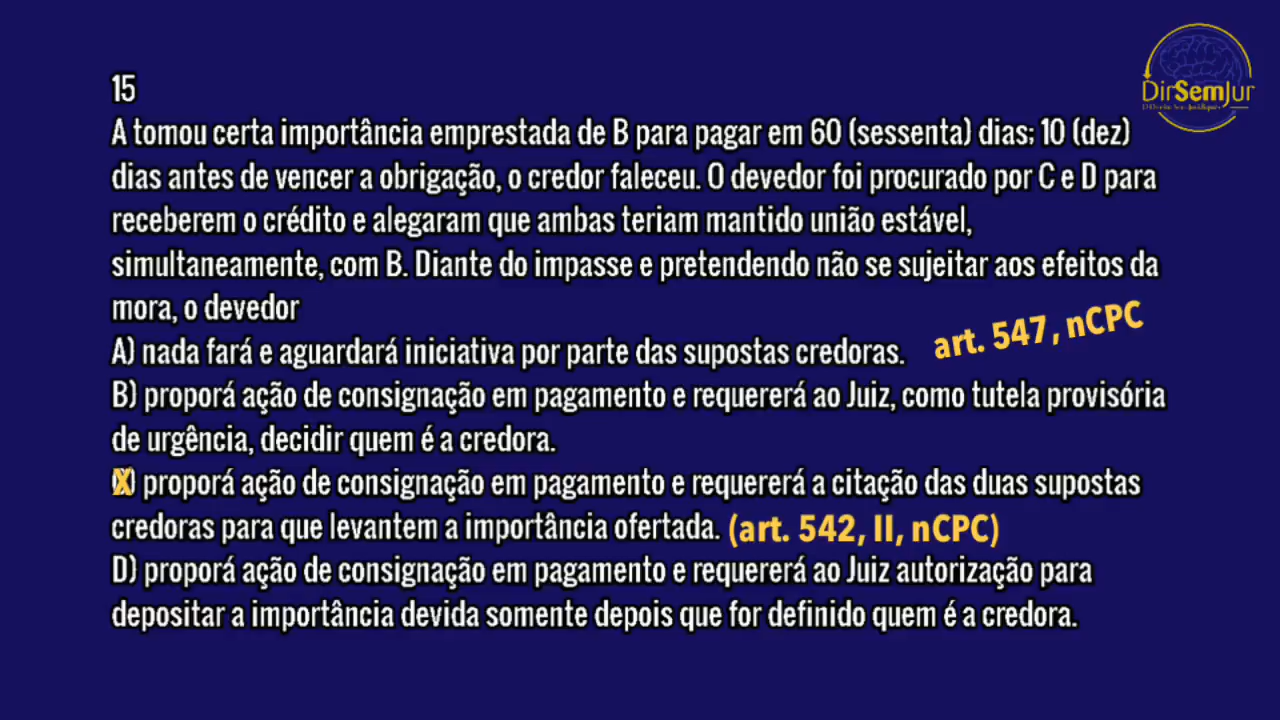 DirSemJur
15
A tomou certa importância emprestada de B para pagar em 60 (sessenta) dias; 10 (dez)
dias antes de vencer a obrigação, o credor faleceu. O devedor foi procurado por C e D para
receberem o crédito e alegaram que ambas teriam mantido união estável,
simultaneamente, com B. Diante do impasse e pretendendo não se sujeitar aos efeitos da
mora, o devedor
art. 547, nCPC
A) nada fará e aguardará iniciativa por parte das supostas credoras.
B) proporá ação de consignação em pagamento e requererá ao Juiz, como tutela provisória
de urgência, decidir quem é a credora.
X) proporá ação de consignação em pagamento e requererá a citação das duas supostas
credoras para que levantem a importância ofertada. (art. 542, II, nCPC)
D) proporá ação de consignação em pagamento e requererá ao Juiz autorização para
depositar a importância devida somente depois que for definido quem é a credora.